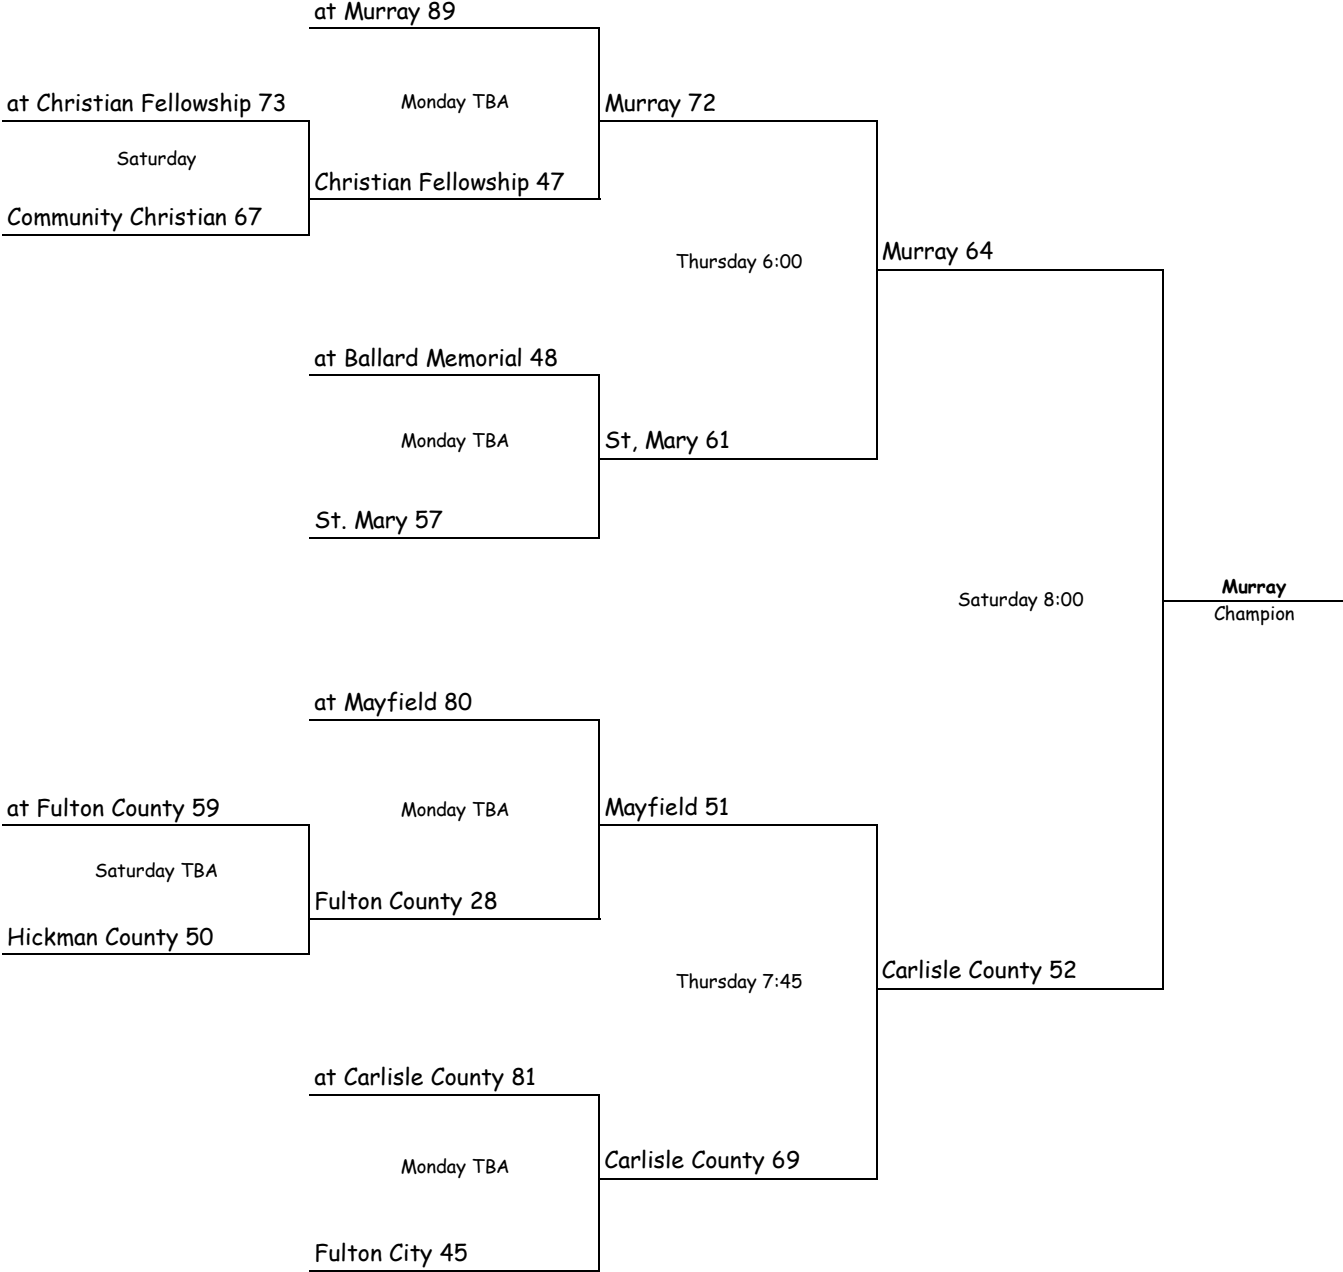 at Murray 89
at Christian Fellowship 73
Monday TBA
Murray 72
Saturday
Christian Fellowship 47
Community Christian 67
Murray 64
Thursday 6:00
at Ballard Memorial 48
Monday TBA
St, Mary 61
St. Mary 57
Murray
Saturday 8:00
Champion
at Mayfield 80
at Fulton County 59
Monday TBA
Mayfield 51
Saturday TBA
Fulton County 28
Hickman County 50
Carlisle County 52
Thursday 7:45
at Carlisle County 81
Monday TBA
Carlisle County 69
Fulton City 45